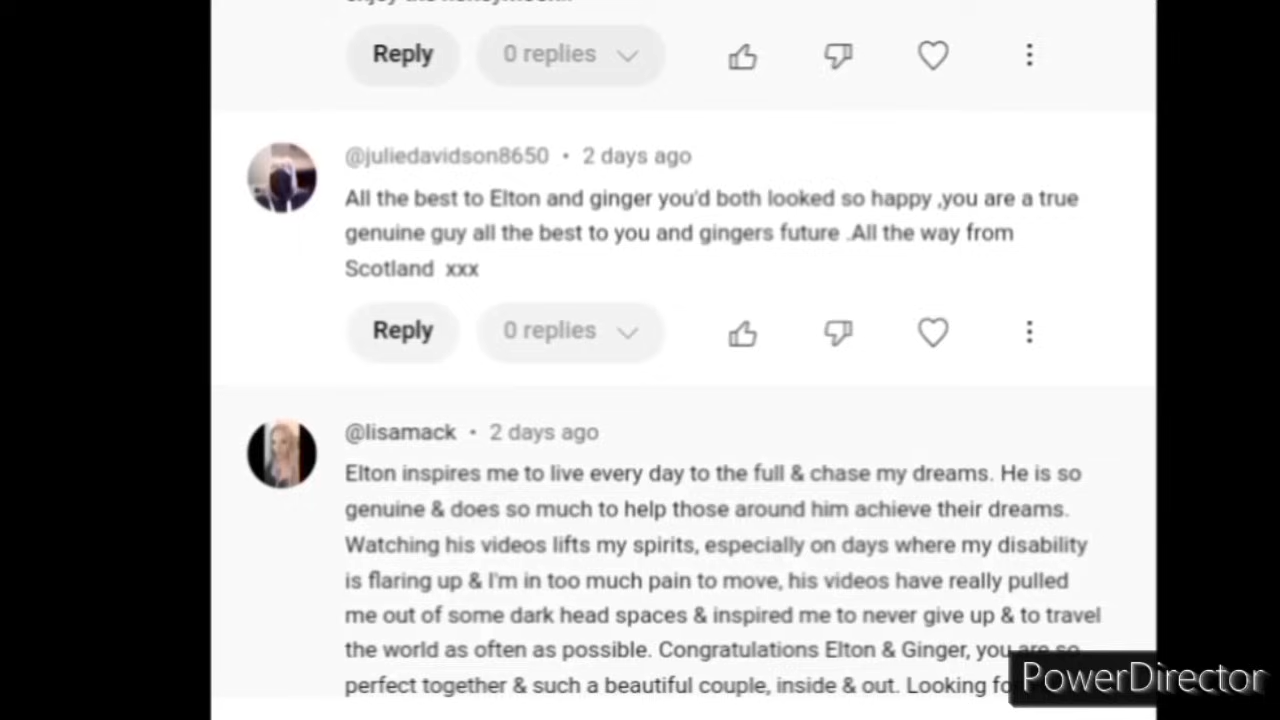 Reply 0 replies
@juliedavidson8650 • 2 days ago
All the best to Elton and ginger you'd both looked so happy ,you are a true
genuine guy all the best to you and gingers future .All the way from
Scotland xxx
Reply 0 replies
@lisamack • 2 days ago
Elton inspires me to live every day to the full & chase my dreams. He is so
genuine & does so much to help those around him achieve their dreams.
Watching his videos lifts my spirits, especially on days where my disability
is flaring up & I'm in too much pain to move, his videos have really pulled
me out of some dark head spaces & inspired me to never give up & to travel
the world as often as possible. Congratulations Elton & Ginger, you are so
perfect together & such a beautiful couple, inside & out. Looking
PowerDirector